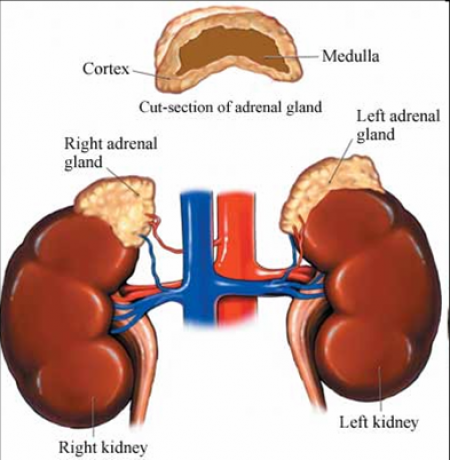 Cortex
Medulla
Cut-section of adrenal gland
Left adrenal
gland
Right adrenal
gland
Left kidney
Right kidney